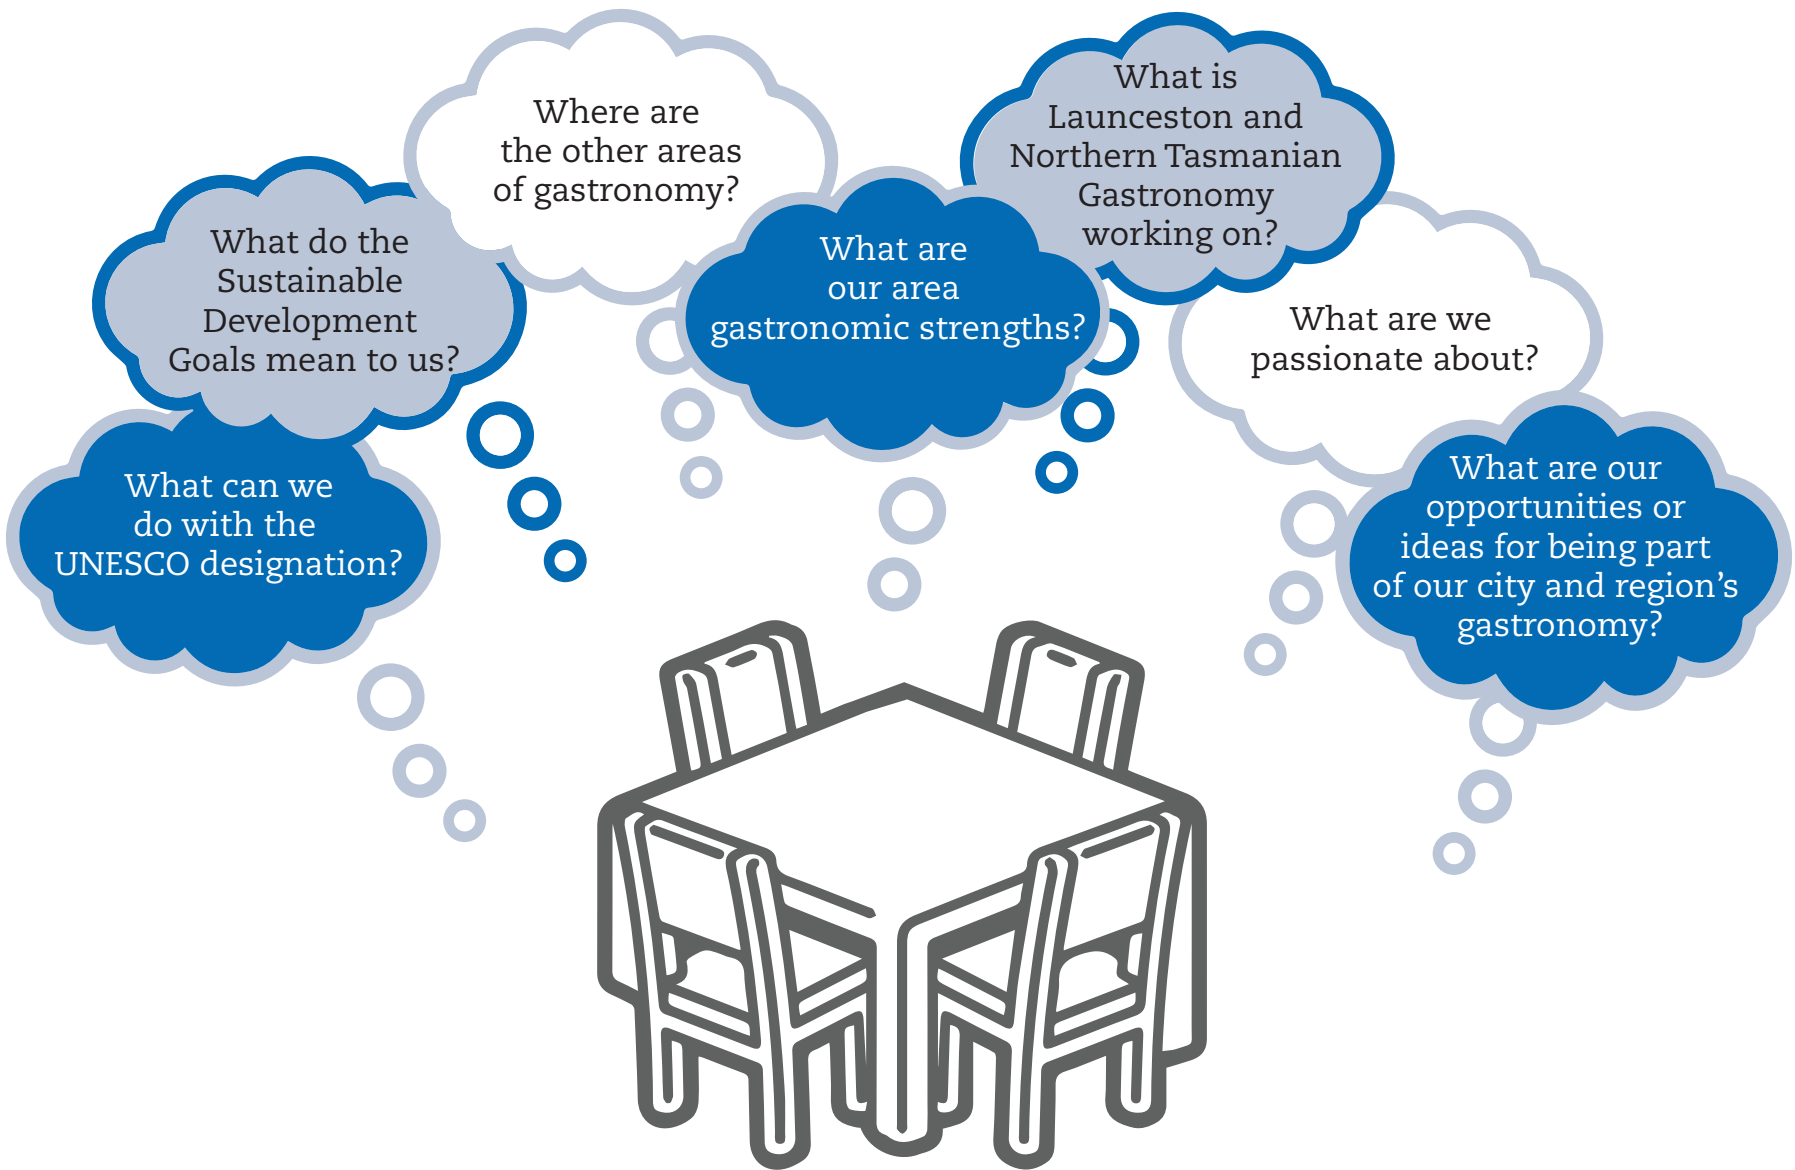 What can we
do with the
UNESCO designation?
What do the
Sustainable
Development
Goals mean to us?
Where are
the other areas
of gastronomy?
What are
our area
gastronomic strengths?
What is
Launceston and
Northern Tasmanian
Gastronomy
working on?
What are we
passionate about?
What are our
opportunities or
ideas for being part
of our city and region’s
gastronomy?